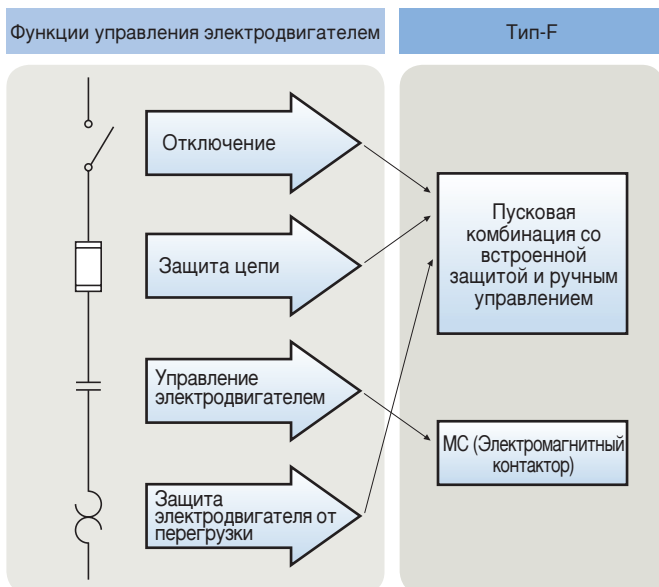 Функции управления электродвигателем
Тип-F
Отключение
Защита цепи
Управление
электродвигателем
Защита
электродвигателя от
перегрузки
Пусковая
комбинация со
встроенной
защитой и ручным
управлением
МС (Электромагнитный
контактор)